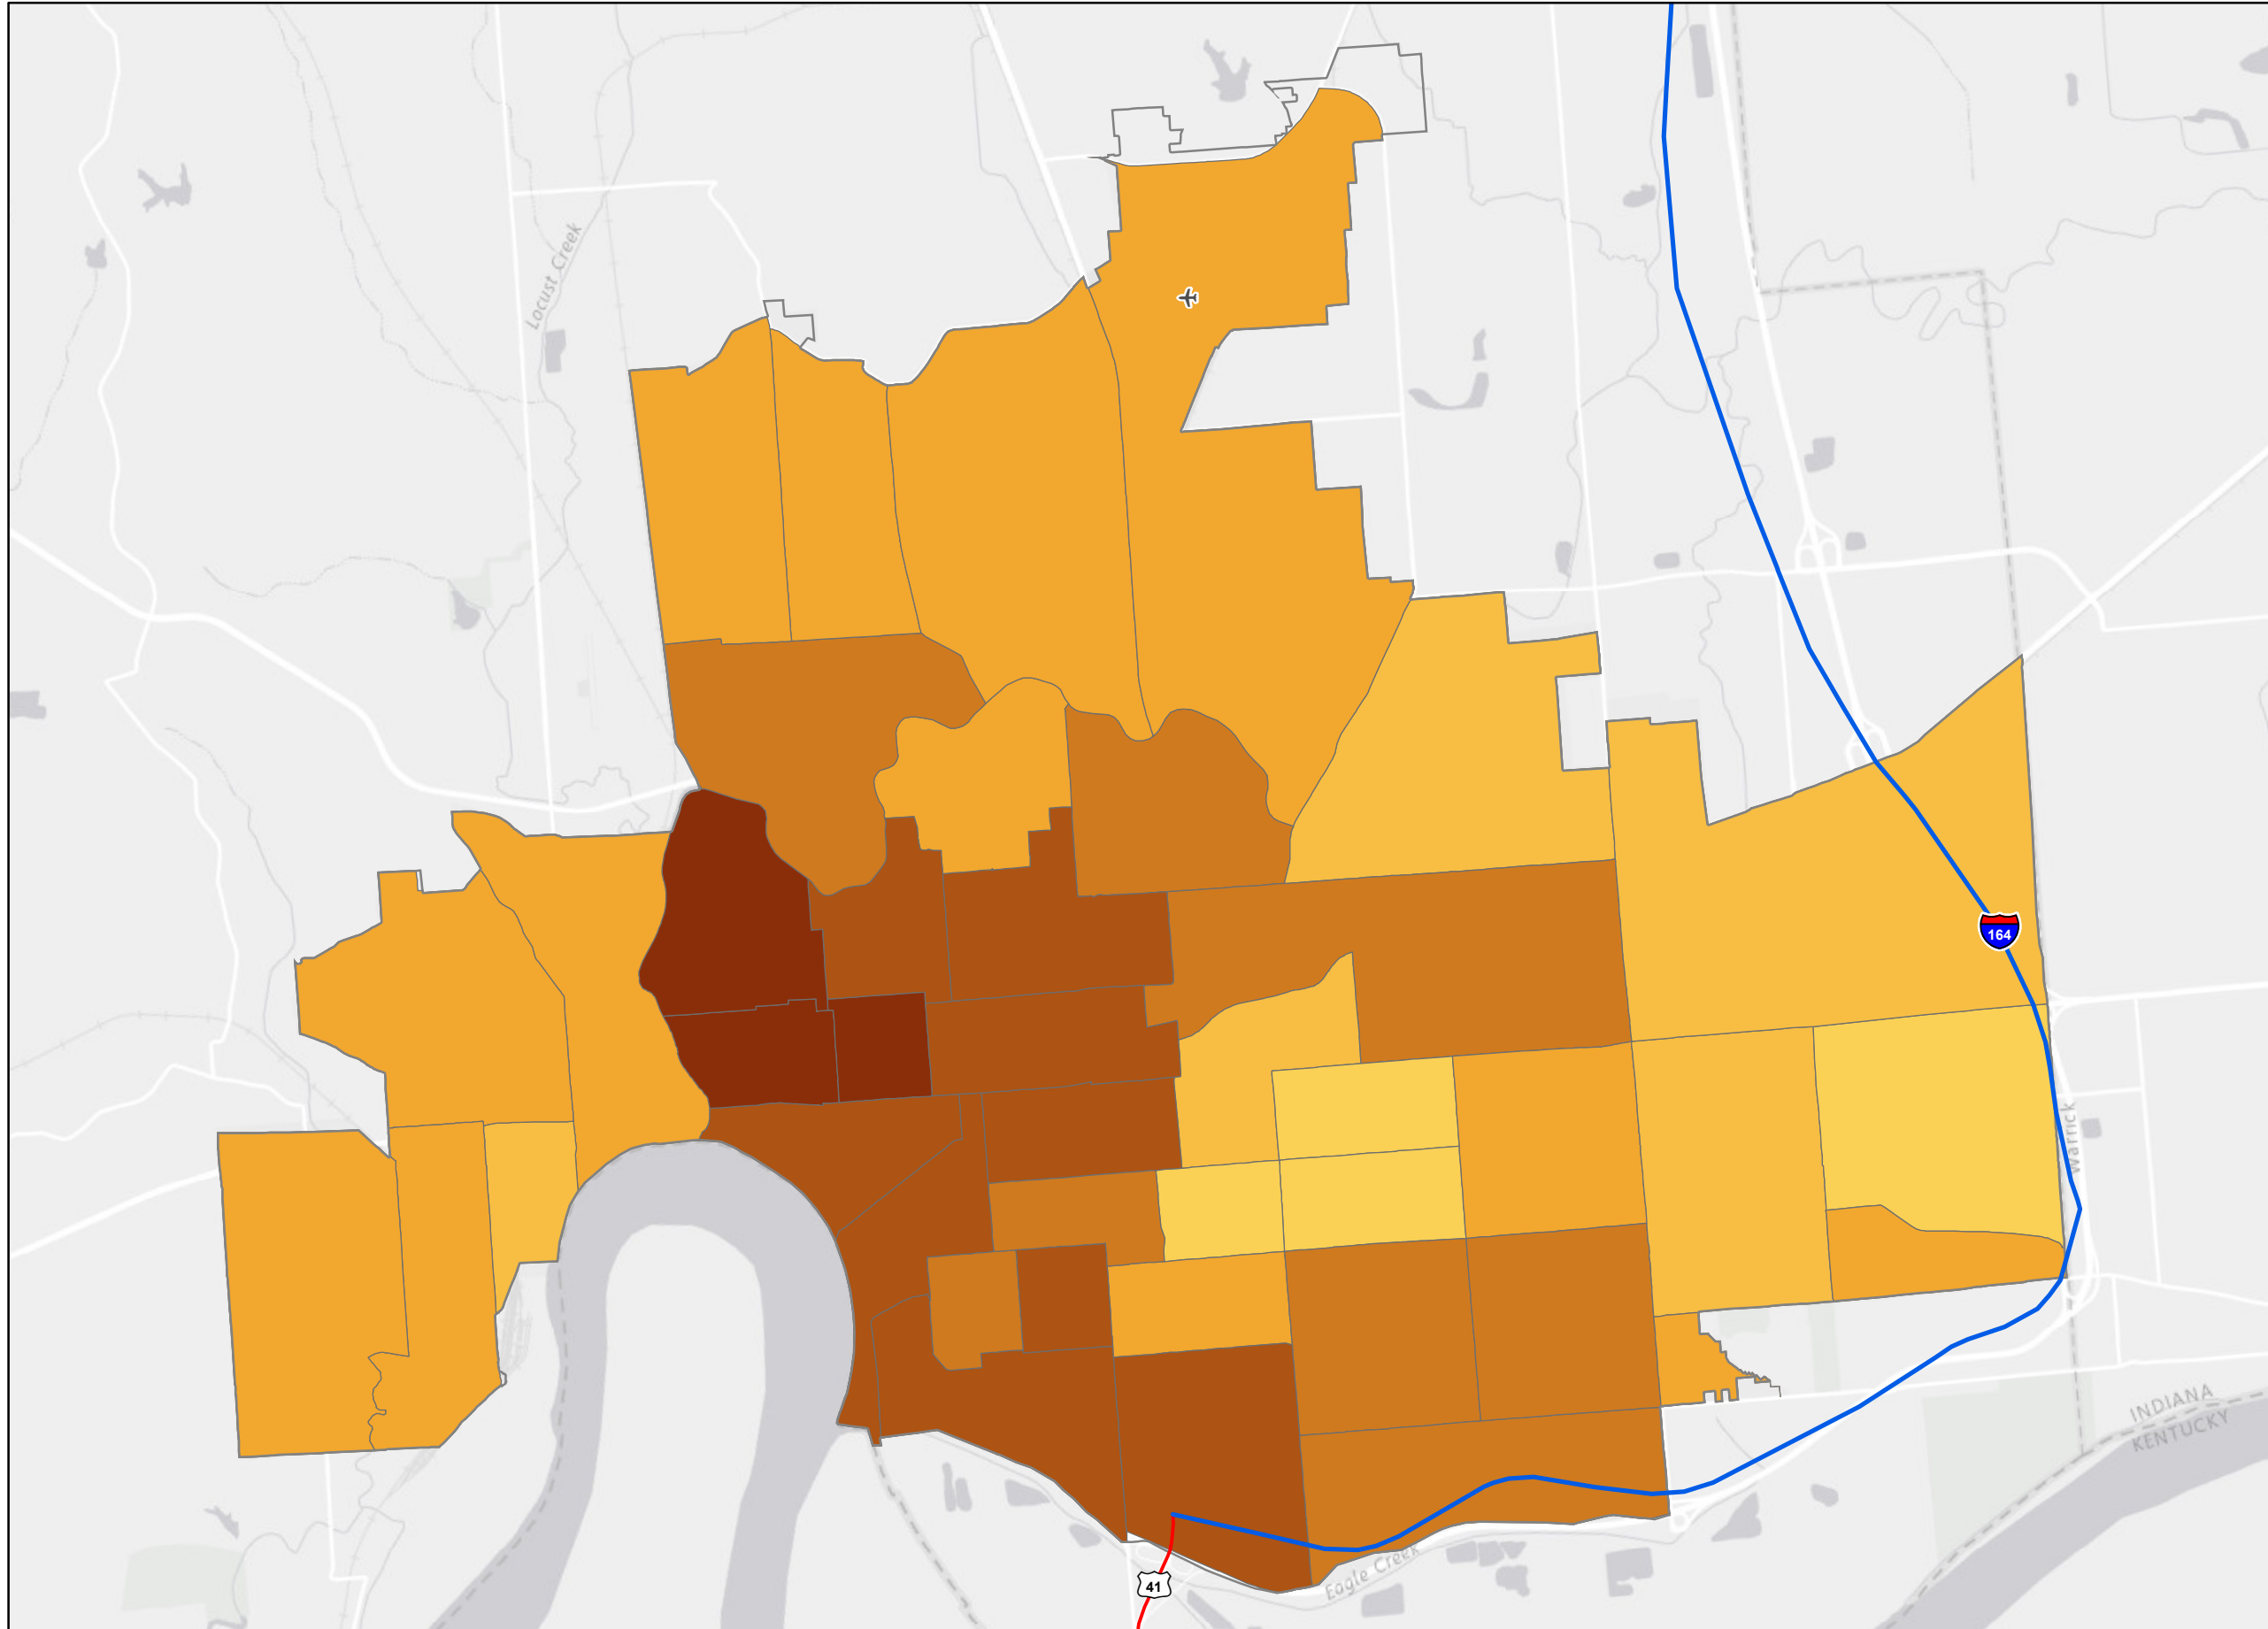 Locust Creek
164
Warrick
INDIANA
KENTUCKY
Eagle Creek
41